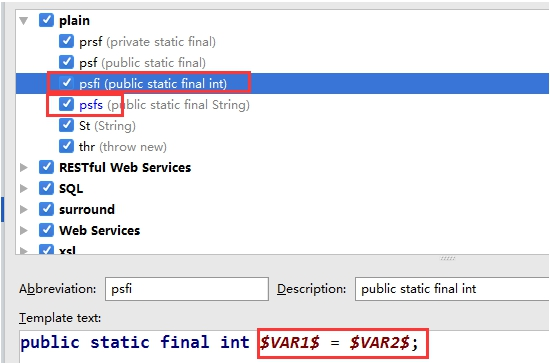 plain
prsf (private static final)
psf (public static final)
psfi (public static final int)
psfs (public static final String)
St (String)
thr (throw new)
RESTful Web Services
SQL
surround
Web Services
xsl
Abbreviation: psfi Description: public static final int
Template text:
public static final int $VAR1$ = $VAR2$;